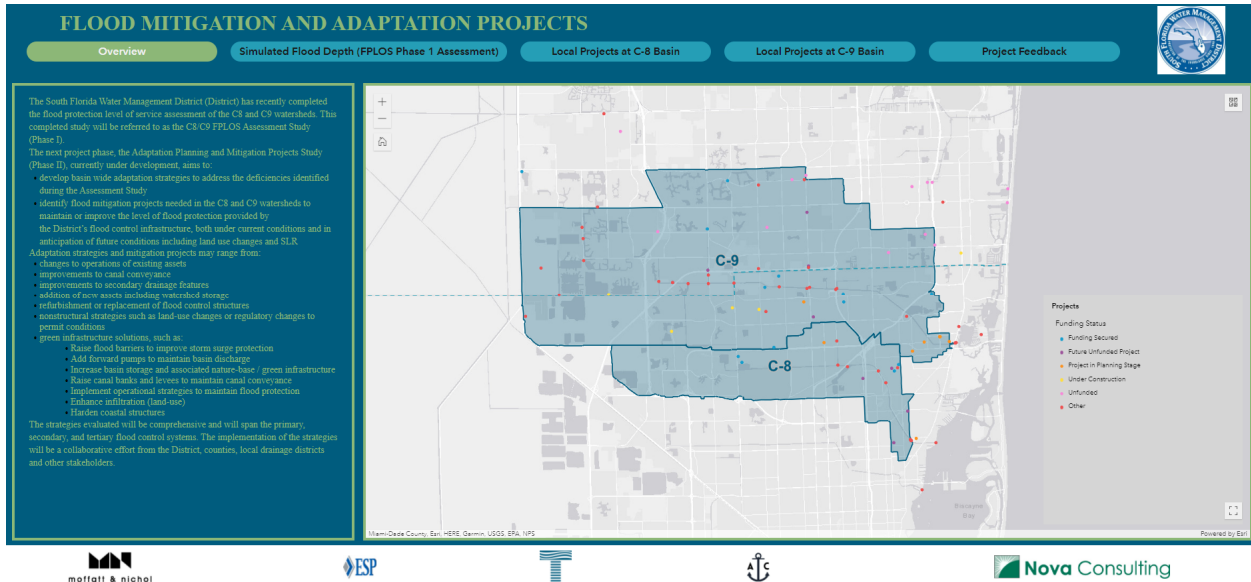 FLOOD MITIGATION AND ADAPTATION PROJECTS
SOUTH FLORIDA WATER MANAGEMENT DISTRICT
Overview
Simulated Flood Depth (FPLOS Phase 1 Assessment)
Local Projects at C-8 Basin
Local Projects at C-9 Basin
Project Feedback
The South Florida Water Management District (District) has recently completed
the flood protection level of service assessment of the C8 and C9 watersheds. This
completed study will be referred to as the C8/C9 FPLOS Assessment Study
(Phase I).
The next project phase, the Adaptation Planning and Mitigation Projects Study
(Phase II), currently under development, aims to:
• develop basin wide adaptation strategies to address the deficiencies identified
during the Assessment Study
• identify flood mitigation projects needed in the C8 and C9 watersheds to
maintain or improve the level of flood protection provided by
the District's flood control infrastructure, both under current conditions and in
anticipation of future conditions including land use changes and SLR
Adaptation strategies and mitigation projects may range from:
• changes to operations of existing assets
• improvements to canal conveyance
• improvements to secondary drainage features
• addition of new assets including watershed storage
• refurbishment or replacement of flood control structures
• nonstructural strategies such as land-use changes or regulatory changes to
permit conditions
• green infrastructure solutions, such as:
• Raise flood barriers to improve storm surge protection
• Add forward pumps to maintain basin discharge
• Increase basin storage and associated nature-base / green infrastructure
• Raise canal banks and levees to maintain canal conveyance
• Implement operational strategies to maintain flood protection
• Enhance infiltration (land-use)
• Harden coastal structures
The strategies evaluated will be comprehensive and will span the primary,
secondary, and tertiary flood control systems. The implementation of the strategies
will be a collaborative effort from the District, counties, local drainage districts
and other stakeholders.
C-9
C-8
Biscayne
Bay
Projects
Funding Status
Funding Secured
Future Unfunded Project
Project in Planning Stage
Under Construction
Unfunded
Other
Miami-Dade County, Esri, HERE, Garmin, USGS, EPA, NPS
Powered by Esri
moffatt & nichol
ESP
T
A C
Nova Consulting